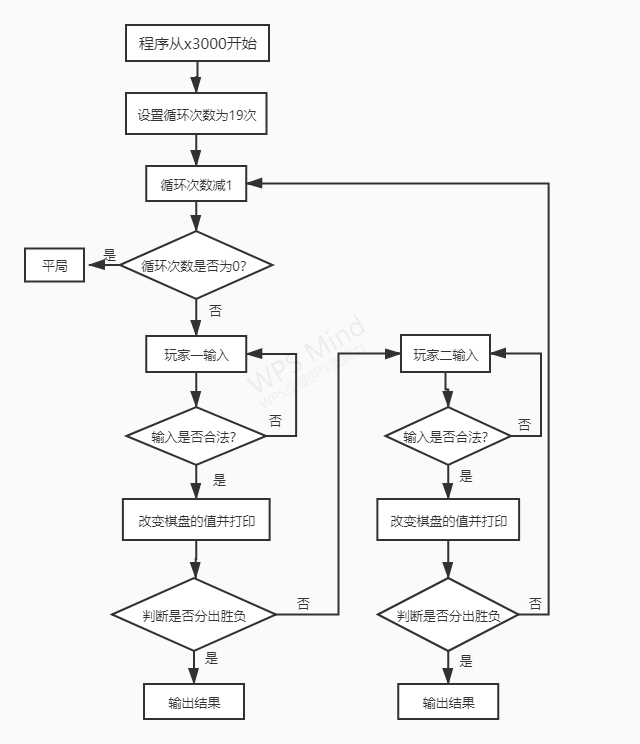 程序从x3000开始
设置循环次数为19次
循环次数减1
循环次数是否为0?
是
平局
否
玩家一输入
输入是否合法?
否
是
改变棋盘的值并打印
判断是否分出胜负
否
是
输出结果
玩家二输入
输入是否合法?
否
是
改变棋盘的值并打印
判断是否分出胜负
否
是
输出结果
WPS Mind